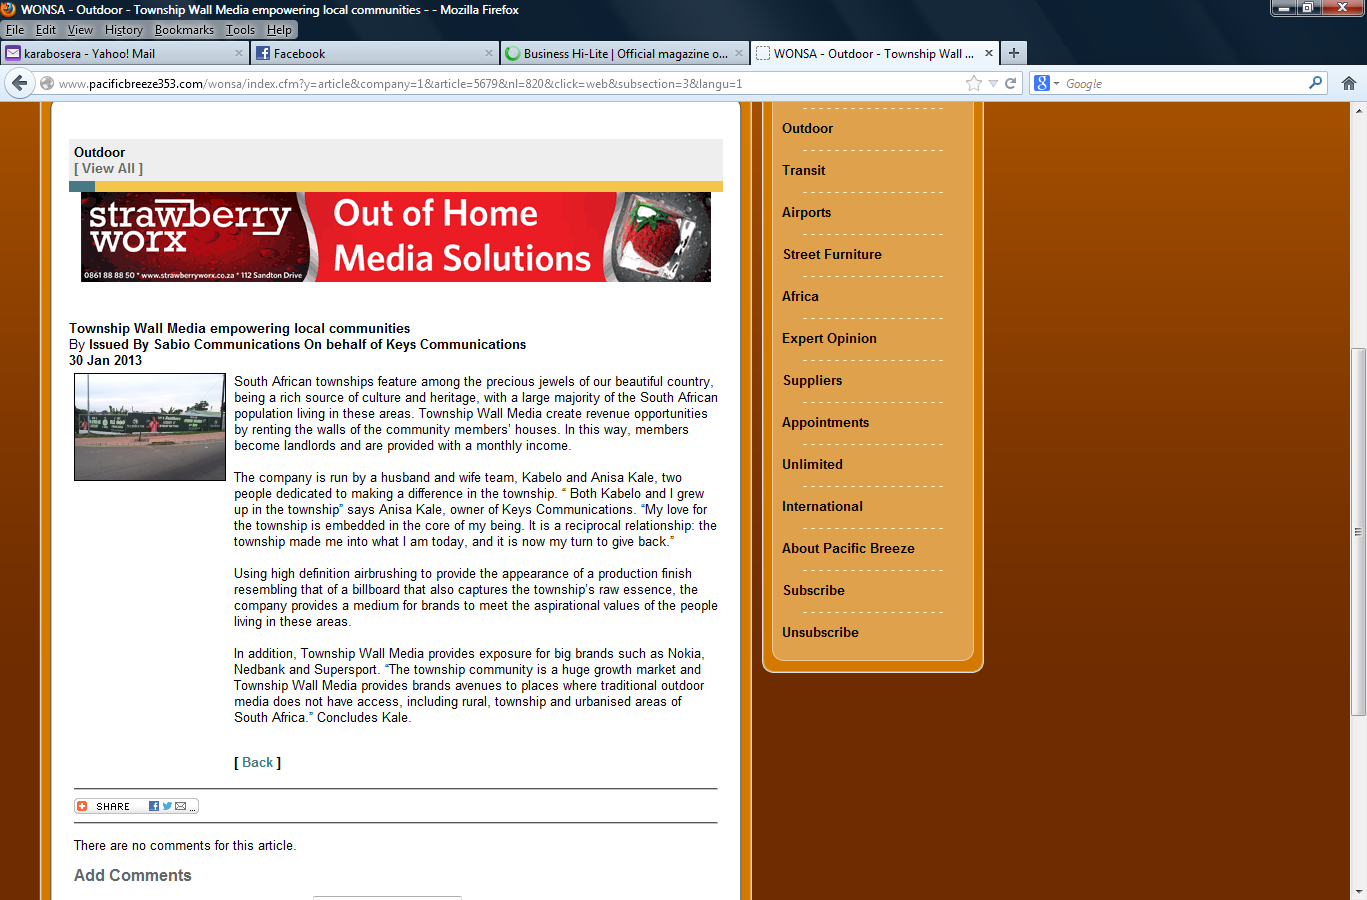 WONSA - Outdoor - Township Wall Media empowering local communities - - Mozilla Firefox
File Edit View History Bookmarks Tools Help
karabosera - Yahoo! Mail
Facebook
Business Hi-Lite | Official magazine o...
WONSA - Outdoor - Township Wall ...
www.pacificbreeze353.com/wonsa/index.cfm?y=article&company=1&article=5679&nl=820&click=web&subsection=3&langu=1
Google
Outdoor
[ View All ]
strawberry
worx
0861 88 88 50 * www.strawberryworx.co.za * 112 Sandton Drive
Out of Home
Media Solutions
Township Wall Media empowering local communities
By Issued By Sabio Communications On behalf of Keys Communications
30 Jan 2013
South African townships feature among the precious jewels of our beautiful country,
being a rich source of culture and heritage, with a large majority of the South African
population living in these areas. Township Wall Media create revenue opportunities
by renting the walls of the community members’ houses. In this way, members
become landlords and are provided with a monthly income.
The company is run by a husband and wife team, Kabelo and Anisa Kale, two
people dedicated to making a difference in the township. “ Both Kabelo and I grew
up in the township” says Anisa Kale, owner of Keys Communications. “My love for
the township is embedded in the core of my being. It is a reciprocal relationship: the
township made me into what I am today, and it is now my turn to give back.”
Using high definition airbrushing to provide the appearance of a production finish
resembling that of a billboard that also captures the township’s raw essence, the
company provides a medium for brands to meet the aspirational values of the people
living in these areas.
In addition, Township Wall Media provides exposure for big brands such as Nokia,
Nedbank and Supersport. “The township community is a huge growth market and
Township Wall Media provides brands avenues to places where traditional outdoor
media does not have access, including rural, township and urbanised areas of
South Africa.” Concludes Kale.
[ Back ]
SHARE ...
There are no comments for this article.
Add Comments
Outdoor
Transit
Airports
Street Furniture
Africa
Expert Opinion
Suppliers
Appointments
Unlimited
International
About Pacific Breeze
Subscribe
Unsubscribe